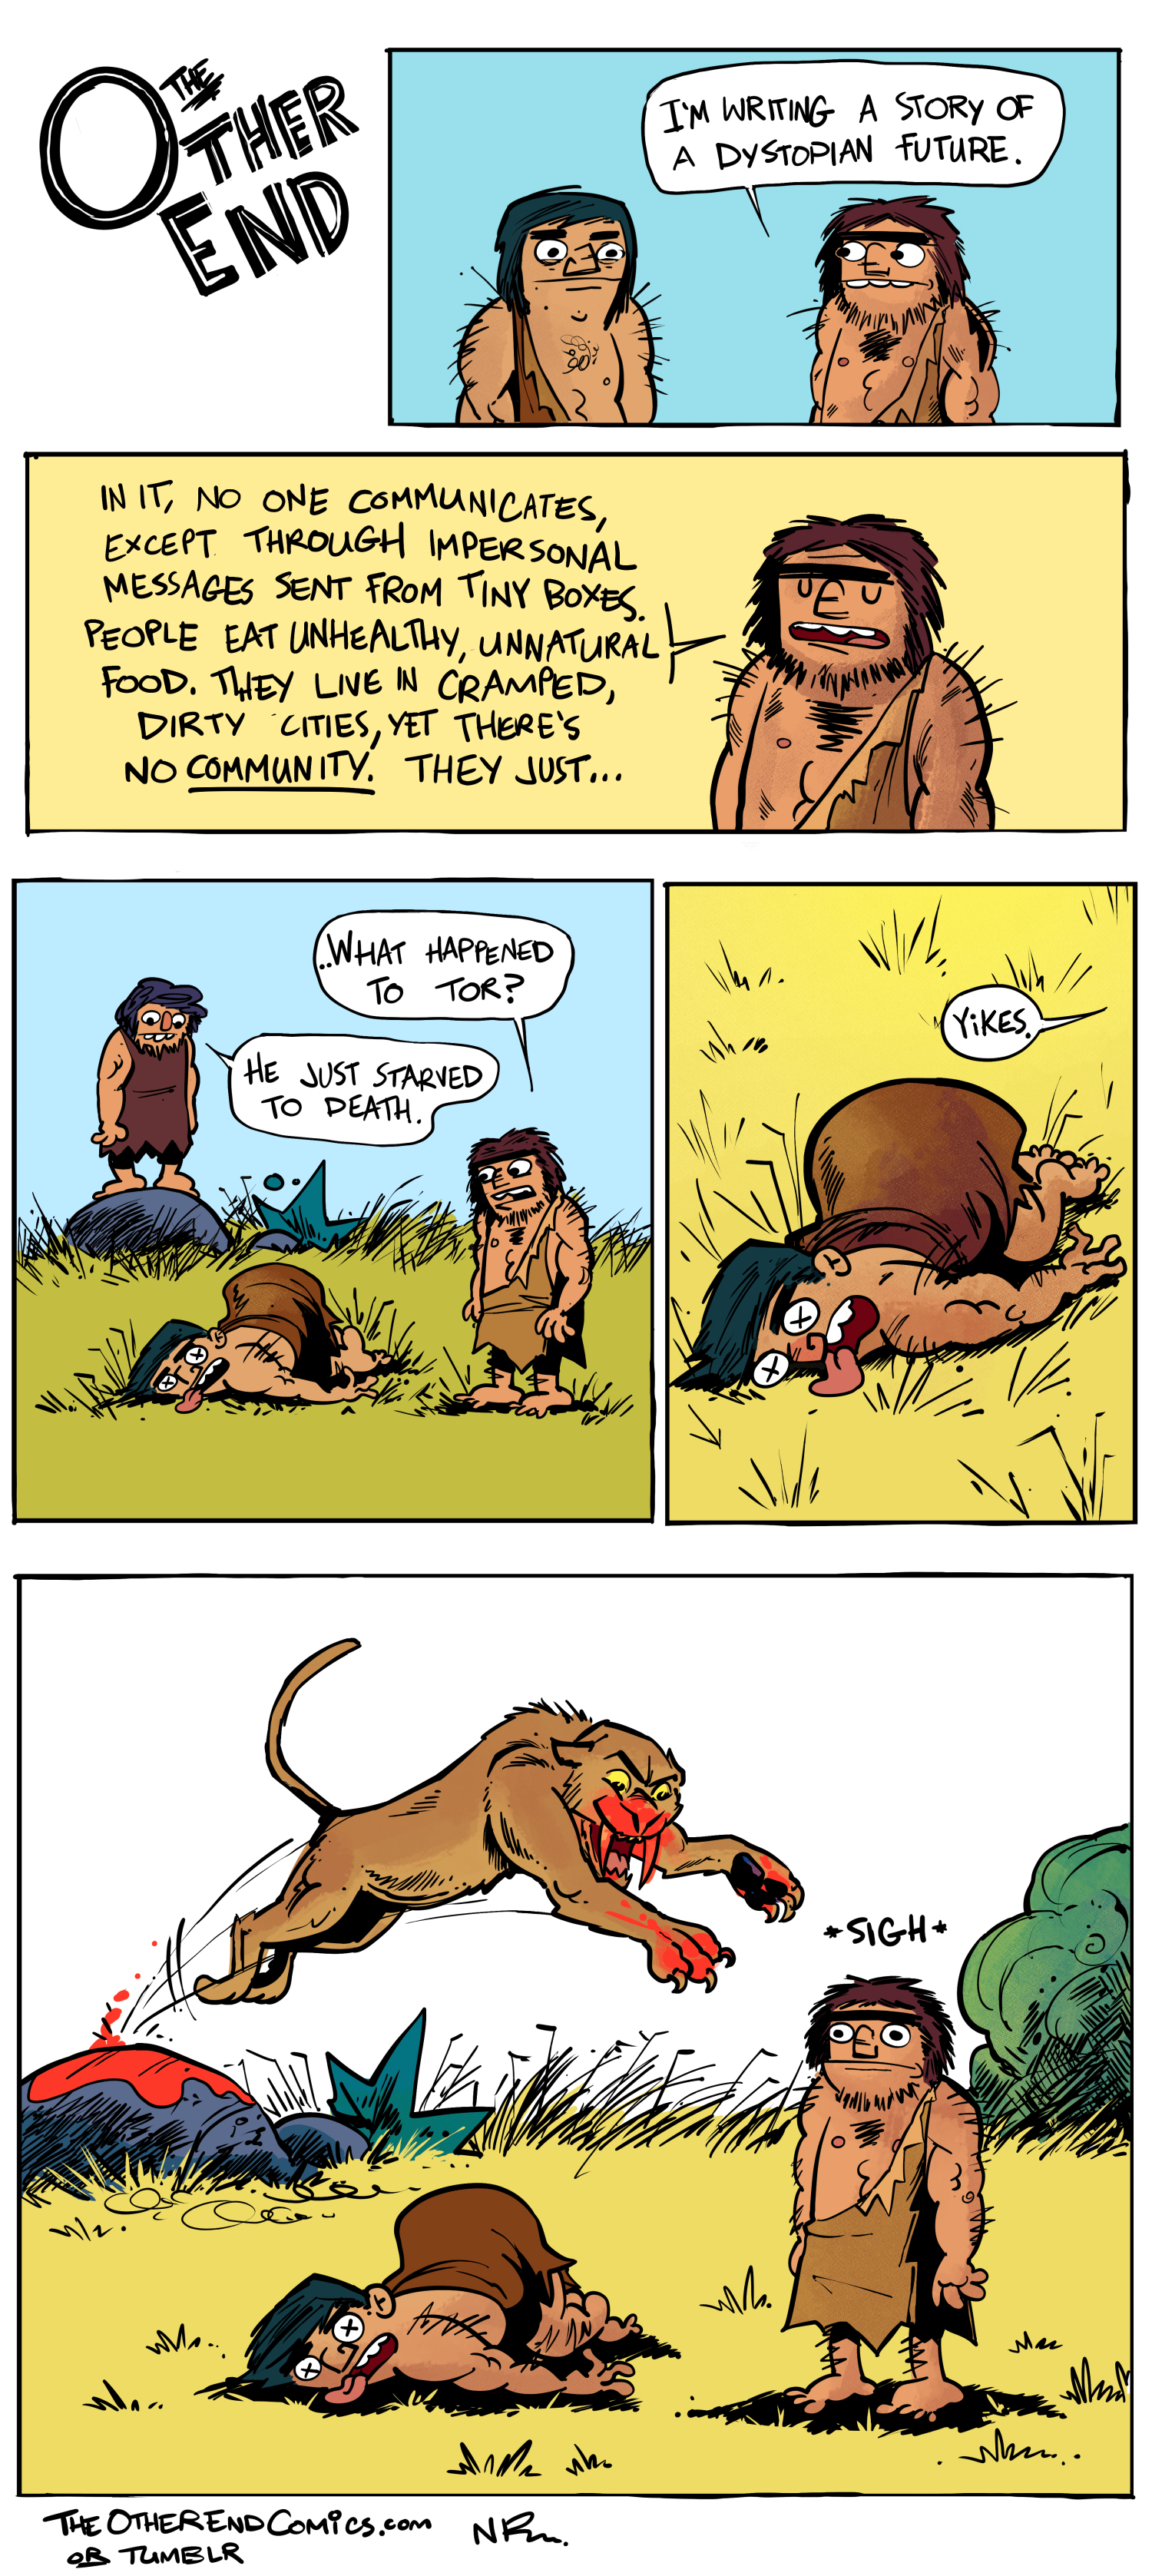 THE
OTHER
END
I'M WRITING A STORY OF
A DYSTOPIAN FUTURE.
IN IT, NO ONE COMMUNICATES,
EXCEPT THROUGH IMPERSONAL
MESSAGES SENT FROM TINY BOXES.
PEOPLE EAT UNHEALTHY, UNNATURAL
FOOD. THEY LIVE IN CRAMPED,
DIRTY CITIES, YET THERE'S
NO COMMUNITY. THEY JUST...
..WHAT HAPPENED
TO TOR?
HE JUST STARVED
TO DEATH.
YIKES.
*SIGH*
THEOTHERENDCOMICS.COM
OR TUMBLR